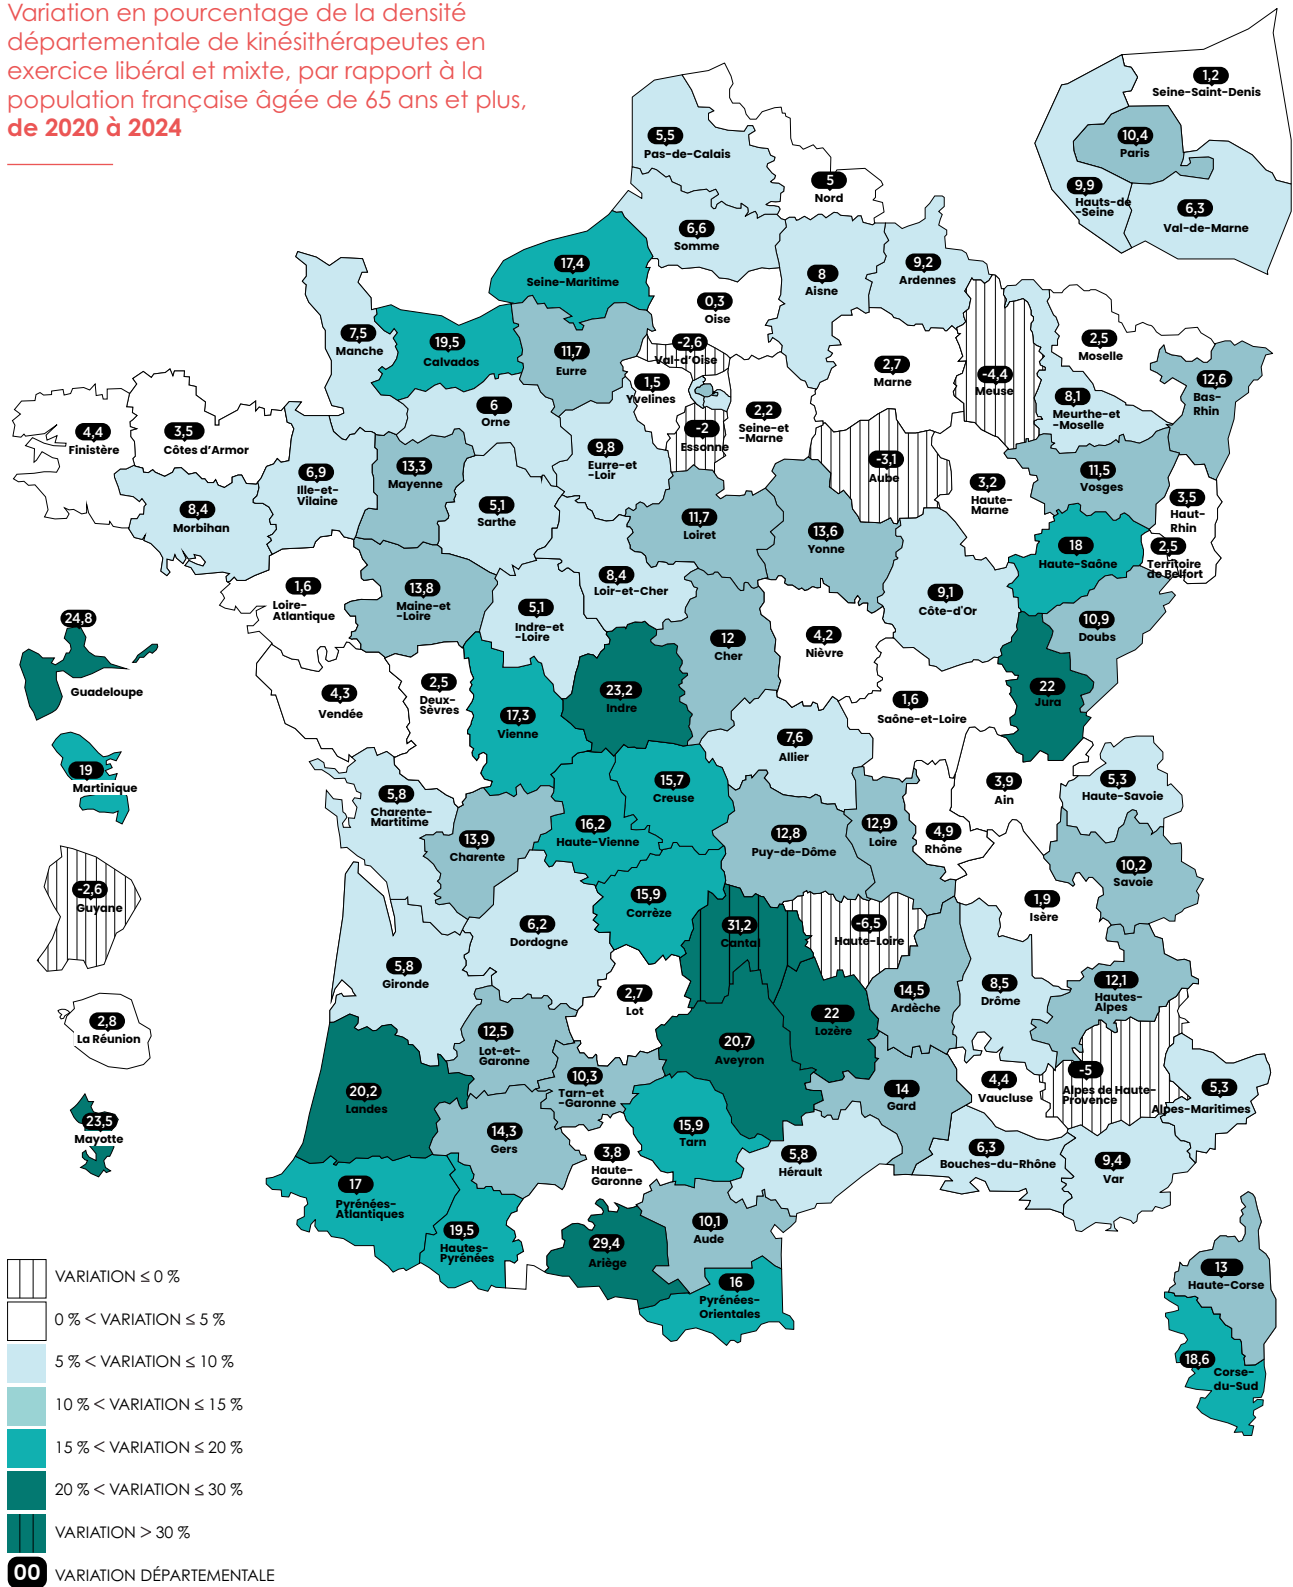 Variation en pourcentage de la densité
départementale de kinésithérapeutes en
exercice libéral et mixte, par rapport à la
population française âgée de 65 ans et plus,
de 2020 à 2024
1,2
Seine-Saint-Denis
10,4
Paris
9,9
Hauts-de
-Seine
6,3
Val-de-Marne
5,5
Pas-de-Calais
5
Nord
6,6
Somme
17,4
Seine-Maritime
8
Aisne
9,2
Ardennes
0,3
Oise
7,5
Manche
19,5
Calvados
11,7
Eurre
-2,6
Val-d'Oise
1,5
Yvelines
2,7
Marne
-4,4
Meuse
2,5
Moselle
12,6
Bas-
Rhin
8,1
Meurthe-et
-Moselle
6
Orne
2,2
Seine-et
-Marne
-2
Essonne
4,4
Finistère
3,5
Côtes d'Armor
6,9
Ille-et-
Vilaine
13,3
Mayenne
9,8
Eurre-et
-Loir
-3,1
Aube
3,2
Haute-
Marne
11,5
Vosges
3,5
Haut-
Rhin
8,4
Morbihan
5,1
Sarthe
11,7
Loiret
13,6
Yonne
18
Haute-Saône
2,5
Territoire
de Belfort
1,6
Loire-
Atlantique
13,8
Maine-et
-Loire
8,4
Loir-et-Cher
5,1
Indre-et
-Loire
9,1
Côte-d'Or
10,9
Doubs
24,8
Guadeloupe
12
Cher
4,2
Nièvre
4,3
Vendée
2,5
Deux-
Sèvres
17,3
Vienne
23,2
Indre
1,6
Saône-et-Loire
22
Jura
7,6
Allier
19
Martinique
5,8
Charente-
Martitime
15,7
Creuse
3,9
Ain
5,3
Haute-Savoie
13,9
Charente
16,2
Haute-Vienne
12,8
Puy-de-Dôme
12,9
Loire
4,9
Rhône
10,2
Savoie
-2,6
Guyane
15,9
Corrèze
1,9
Isère
6,2
Dordogne
31,2
Cantal
-6,5
Haute-Loire
5,8
Gironde
2,7
Lot
14,5
Ardèche
8,5
Drôme
12,1
Hautes-
Alpes
2,8
La Réunion
12,5
Lot-et-
Garonne
22
Lozère
20,7
Aveyron
20,2
Landes
10,3
Tarn-et
-Garonne
14
Gard
4,4
Vaucluse
-5
Alpes de Haute-
Provence
5,3
Alpes-Maritimes
23,5
Mayotte
14,3
Gers
15,9
Tarn
3,8
Haute-
Garonne
5,8
Hérault
6,3
Bouches-du-Rhône
9,4
Var
17
Pyrénées-
Atlantiques
19,5
Hautes-
Pyrénées
29,4
Ariège
10,1
Aude
16
Pyrénées-
Orientales
13
Haute-Corse
18,6
Corse-
du-Sud
VARIATION ≤ 0 %
0 % < VARIATION ≤ 5 %
5 % < VARIATION ≤ 10 %
10 % < VARIATION ≤ 15 %
15 % < VARIATION ≤ 20 %
20 % < VARIATION ≤ 30 %
VARIATION > 30 %
00 VARIATION DÉPARTEMENTALE